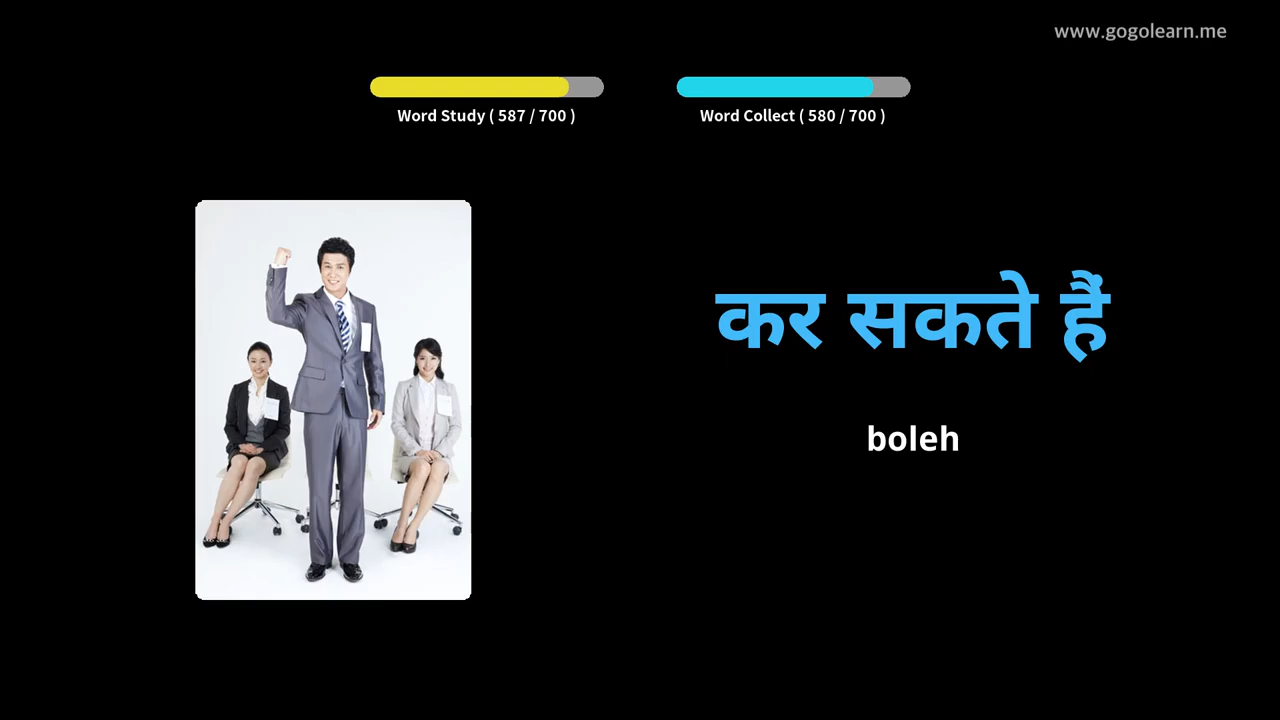 www.gogolearn.me
Word Study ( 587 / 700 )
Word Collect ( 580 / 700 )
कर सकते हैं
boleh